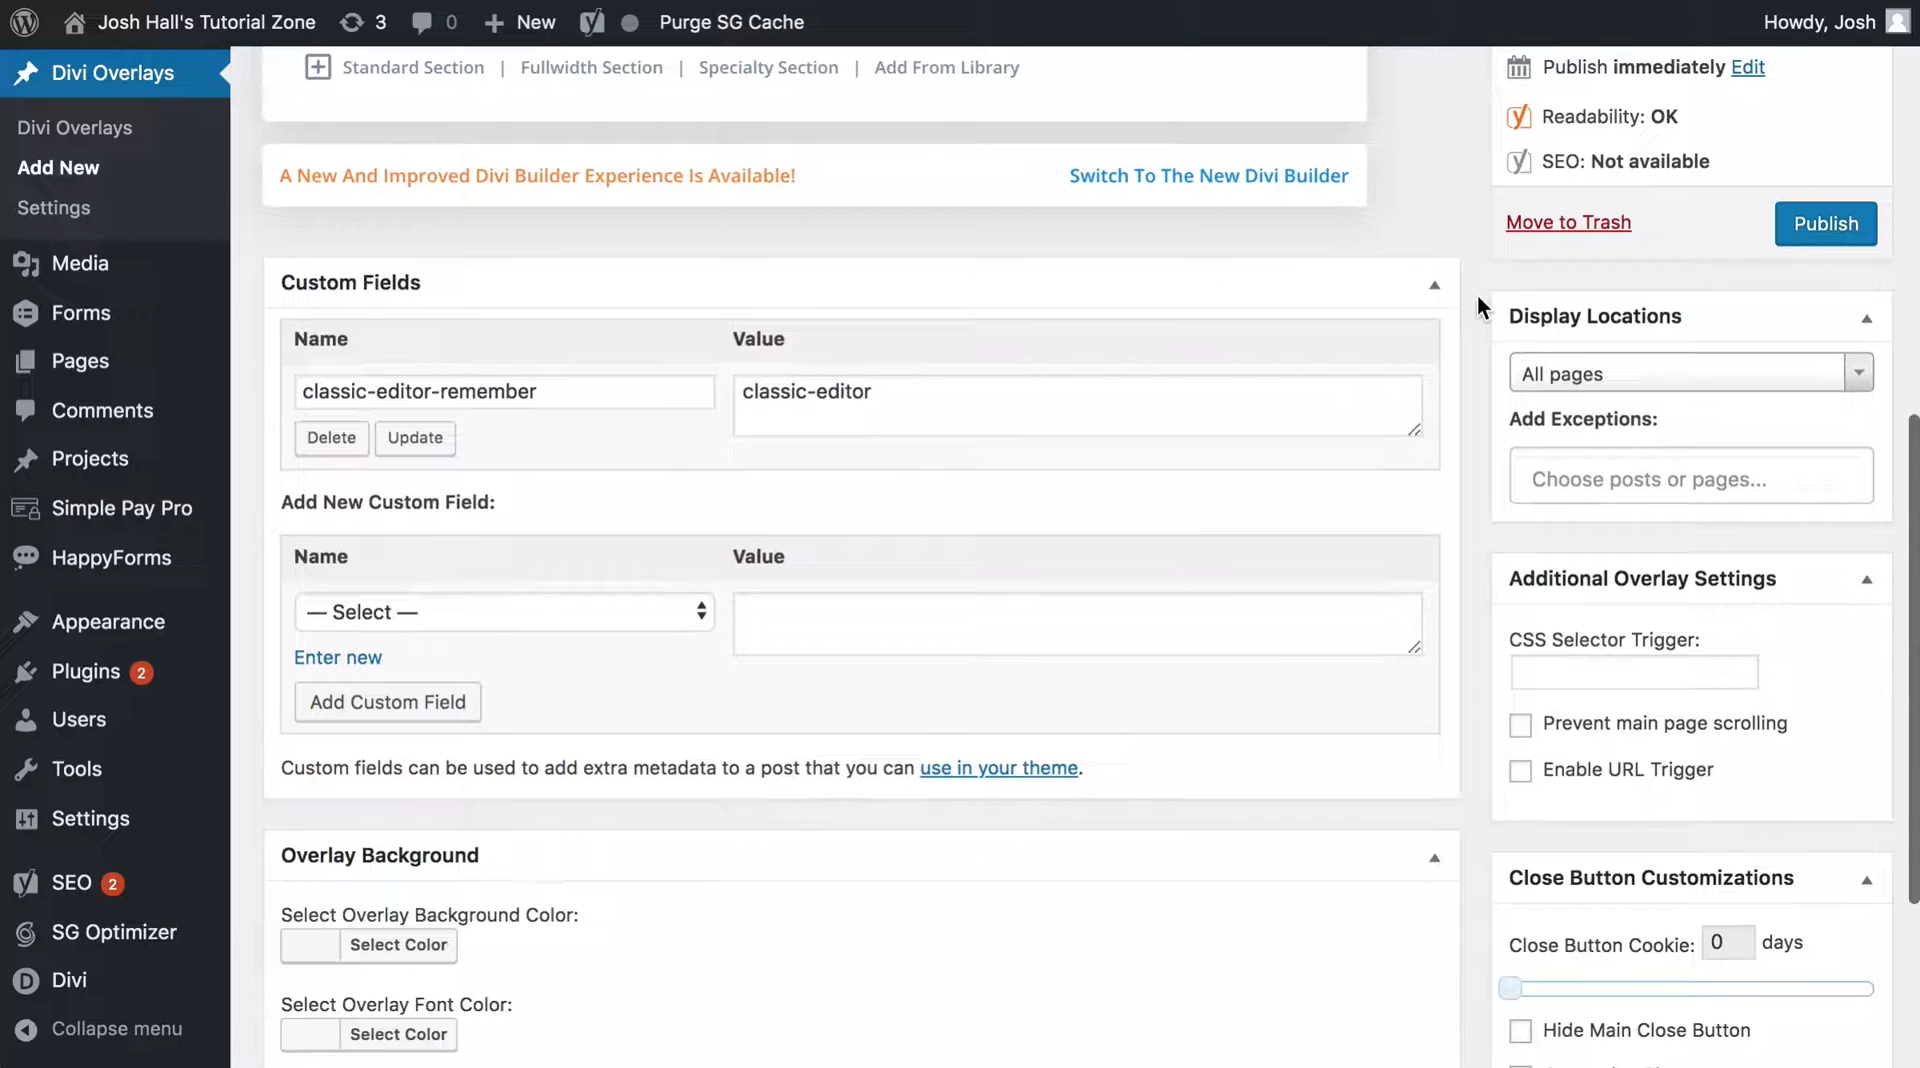 Josh Hall's Tutorial Zone 3 0 New Purge SG Cache Howdy, Josh
Divi Overlays
Divi Overlays
Add New
Settings
Media
Forms
Pages
Comments
Projects
Simple Pay Pro
HappyForms
Appearance
Plugins 2
Users
Tools
Settings
SEO 2
SG Optimizer
Divi
Collapse menu
Standard Section | Fullwidth Section | Specialty Section | Add From Library
A New And Improved Divi Builder Experience Is Available! Switch To The New Divi Builder
Custom Fields
Name Value
classic-editor-remember classic-editor
Delete Update
Add New Custom Field:
Name Value
— Select —
Enter new
Add Custom Field
Custom fields can be used to add extra metadata to a post that you can use in your theme.
Overlay Background
Select Overlay Background Color:
Select Color
Select Overlay Font Color:
Select Color
Publish immediately Edit
Readability: OK
SEO: Not available
Move to Trash Publish
Display Locations
All pages
Add Exceptions:
Choose posts or pages...
Additional Overlay Settings
CSS Selector Trigger:
Prevent main page scrolling
Enable URL Trigger
Close Button Customizations
Close Button Cookie: 0 days
Hide Main Close Button